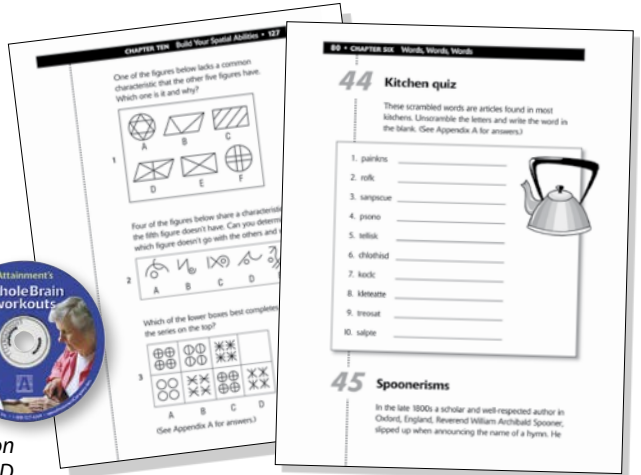 CHAPTER TEN Build Your Spatial Abilities • 127
One of the figures below lacks a common
characteristic that the other five figures have.
Which one is it and why?
1
A B C
D E F
Four of the figures below share a characteristic
the fifth figure doesn't have. Can you determ
which figure doesn't go with the others and
2
A B C D
Which of the lower boxes best completes
the series on the top?
3
A B C D
(See Appendix A for answers.)
80 • CHAPTER SIX Words, Words, Words
44 Kitchen quiz
These scrambled words are articles found in most
kitchens. Unscramble the letters and write the word in
the blank. (See Appendix A for answers.)
1. painkns
2. rofk
3. sanpscue
4. psono
5. tellisk
6. chlothisd
7. koclc
8. kleteatte
9. treosat
10. salpte
45 Spoonerisms
In the late 1800s a scholar and well-respected author in
Oxford, England, Reverend William Archibald Spooner,
slipped up when announcing the name of a hymn. He
Attainment's
hole Brain
workouts
on
D